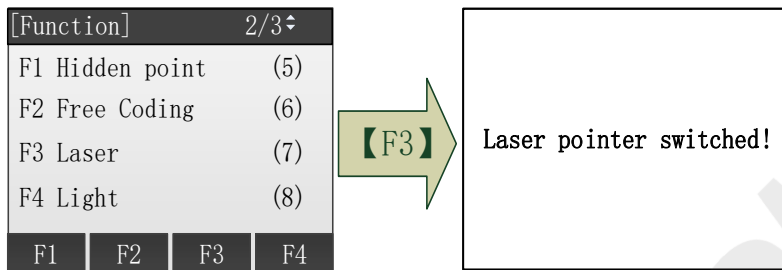 [Function] 2/3
F1 Hidden point (5)
F2 Free Coding (6)
F3 Laser (7)
F4 Light (8)
F1 F2 F3 F4
【F3】
Laser pointer switched!